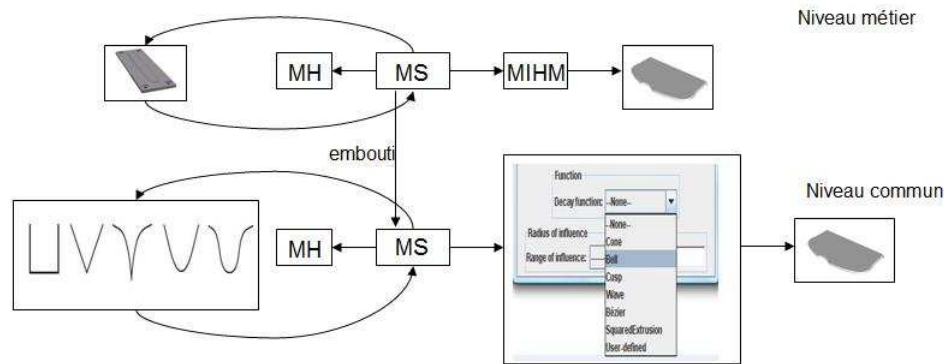 Niveau métier
MH
MS
MIHM
embouti
Niveau commun
MH
MS
Function
Decay function: --None--
--None--
Cone
Bell
Cusp
Wave
Bézier
SquaredExtrusion
User-defined
Radius of influence
Range of influence: